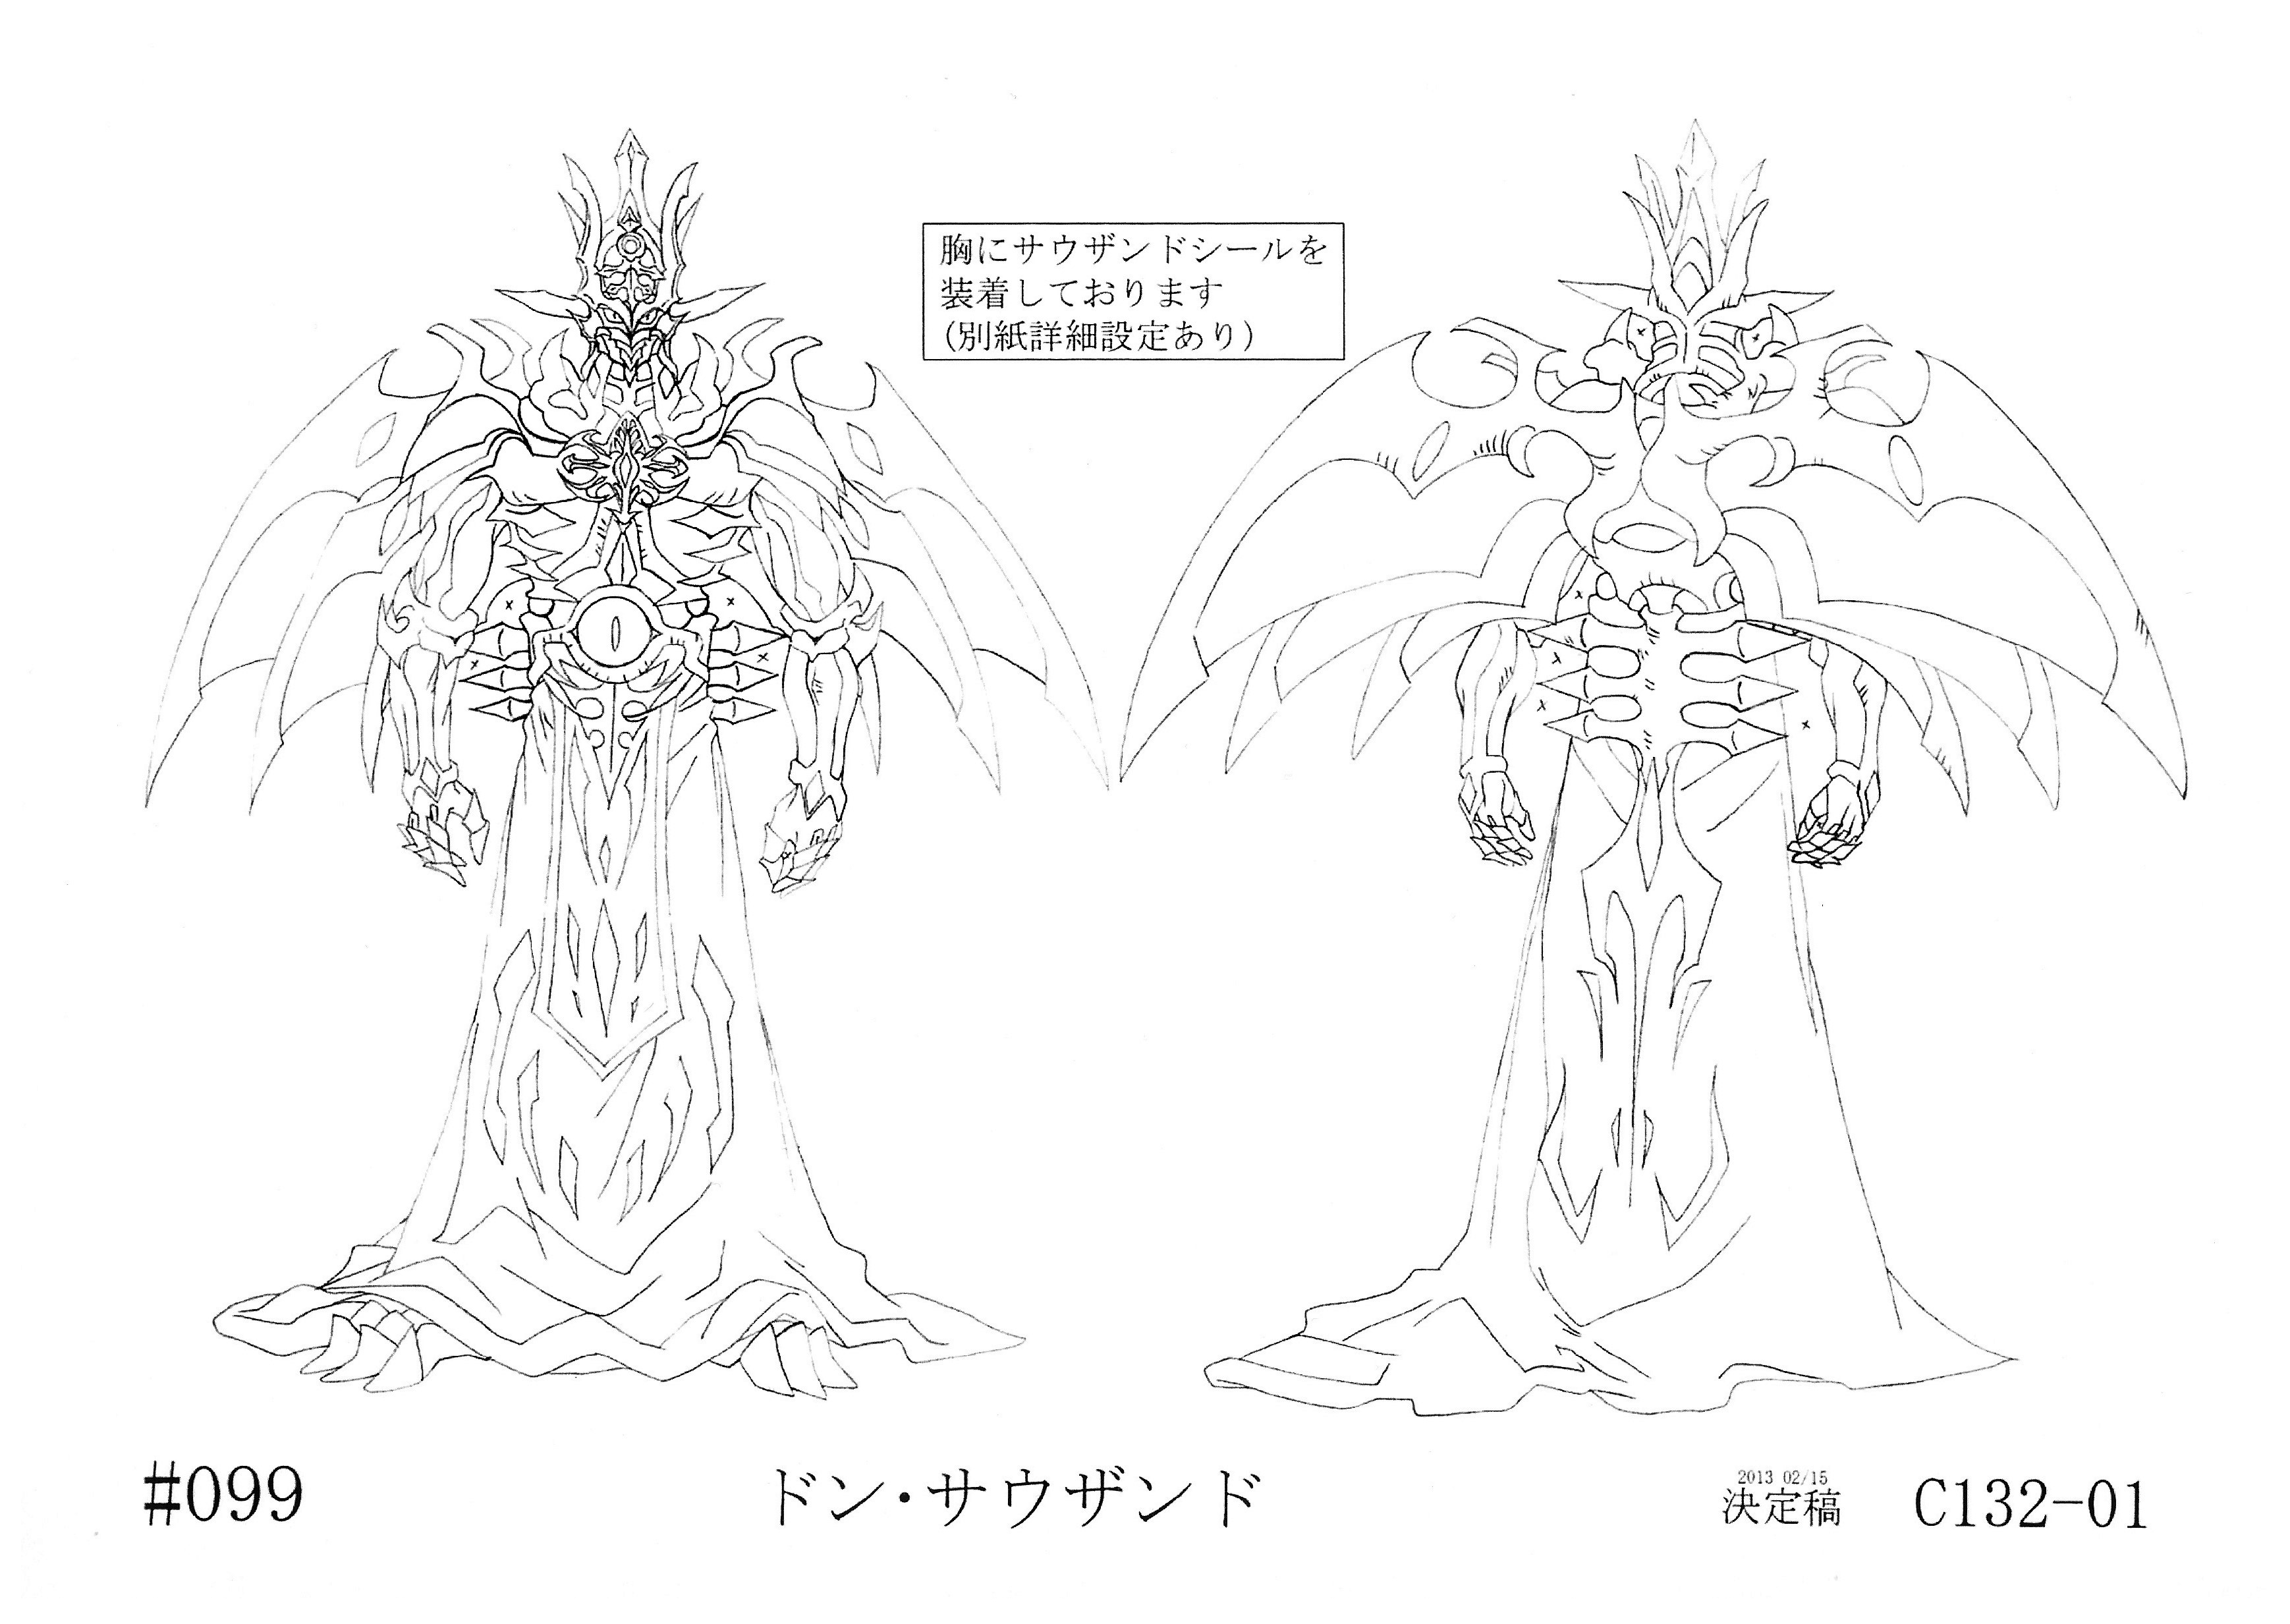 胸にサウザンドシールを
装着しております
(別紙詳細設定あり)
#099
ドン・サウザンド
2013 02/15
決定稿
C132-01